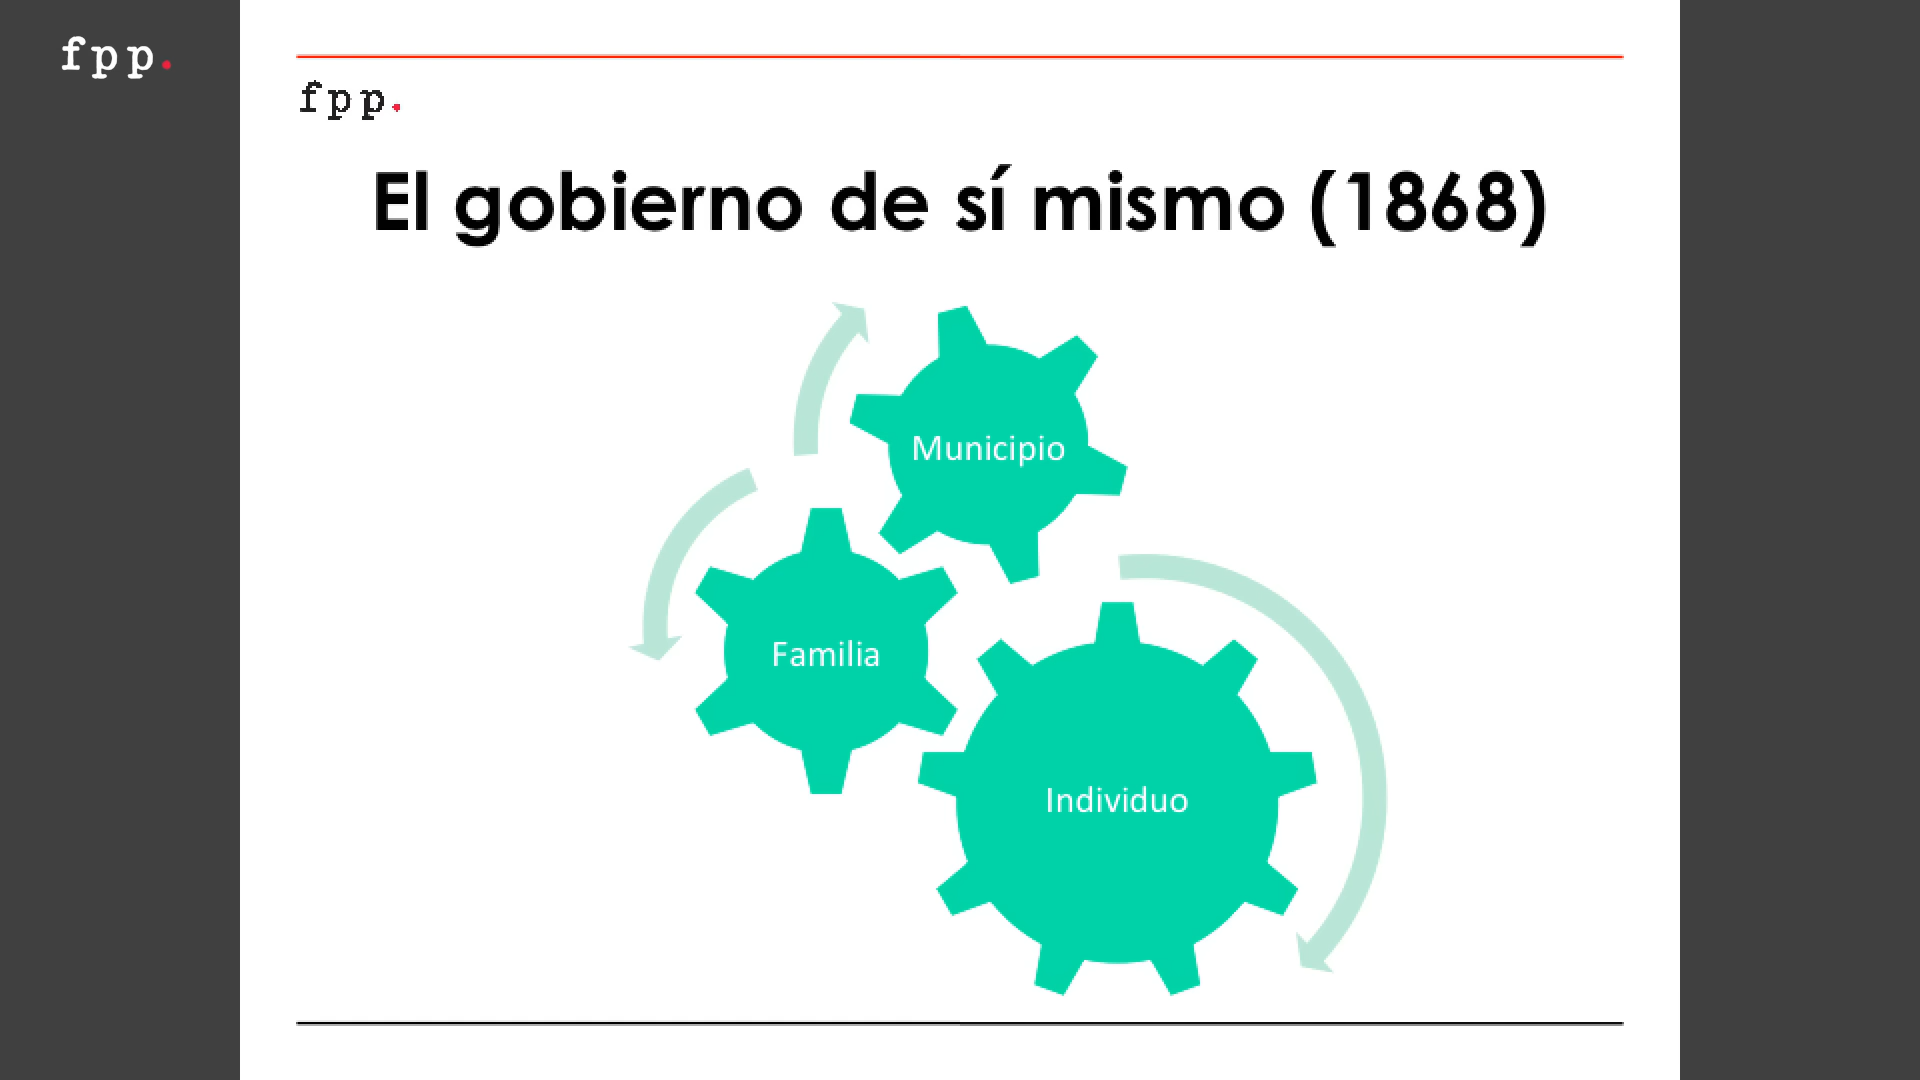 fpp.
fpp.
El gobierno de sí mismo (1868)
Municipio
Familia
Individuo